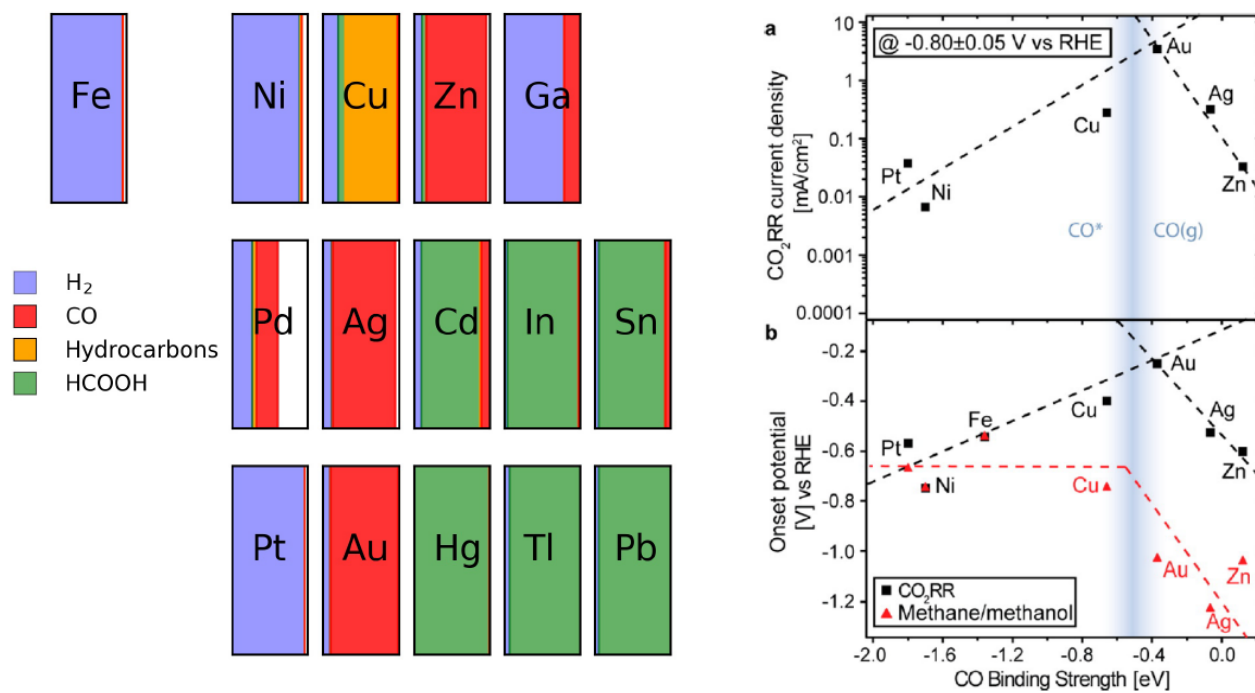 Fe
Ni Cu Zn Ga
Pd Ag Cd In Sn
Pt Au Hg Tl Pb
H₂
CO
Hydrocarbons
HCOOH
a
@ -0.80±0.05 V vs RHE
CO₂RR current density
[mA/cm²]
10
1
0.1
0.01
0.001
0.0001
Au
Ag
Cu
Zn
Pt
Ni
CO*
CO(g)
b
Onset potential
[V] vs RHE
-0.2
-0.4
-0.6
-0.8
-1.0
-1.2
Au
Cu
Ag
Fe
Pt
Zn
Ni
Cu
Au
Zn
Ag
CO₂RR
Methane/methanol
-2.0 -1.6 -1.2 -0.8 -0.4 0.0
CO Binding Strength [eV]